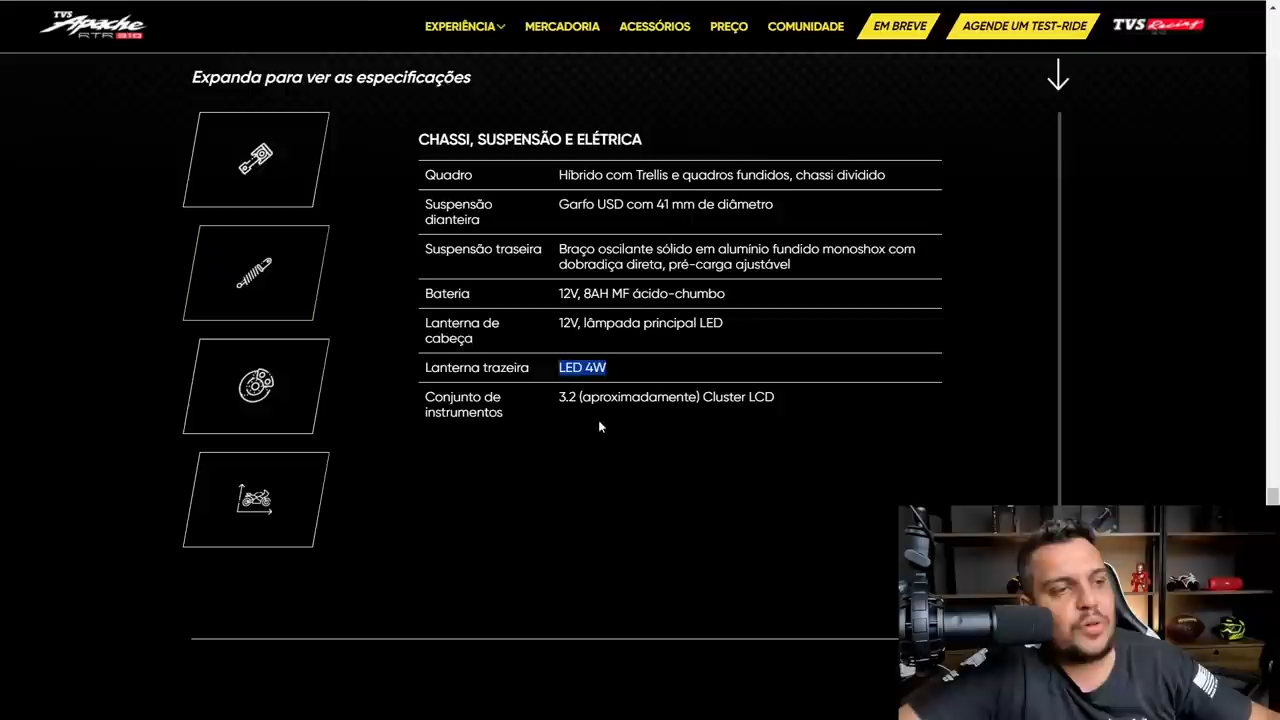 TVS
Apache
RTR 310
EXPERIÊNCIA
MERCADORIA
ACESSÓRIOS
PREÇO
COMUNIDADE
EM BREVE
AGENDE UM TEST-RIDE
TVS Racing
Expanda para ver as especificações
CHASSI, SUSPENSÃO E ELÉTRICA
Quadro
Híbrido com Trellis e quadros fundidos, chassi dividido
Suspensão
dianteira
Garfo USD com 41 mm de diâmetro
Suspensão traseira
Braço oscilante sólido em alumínio fundido monoshox com
dobradiça direta, pré-carga ajustável
Bateria
12V, 8AH MF ácido-chumbo
Lanterna de
cabeça
12V, lâmpada principal LED
Lanterna trazeira
LED 4W
Conjunto de
instrumentos
3.2 (aproximadamente) Cluster LCD